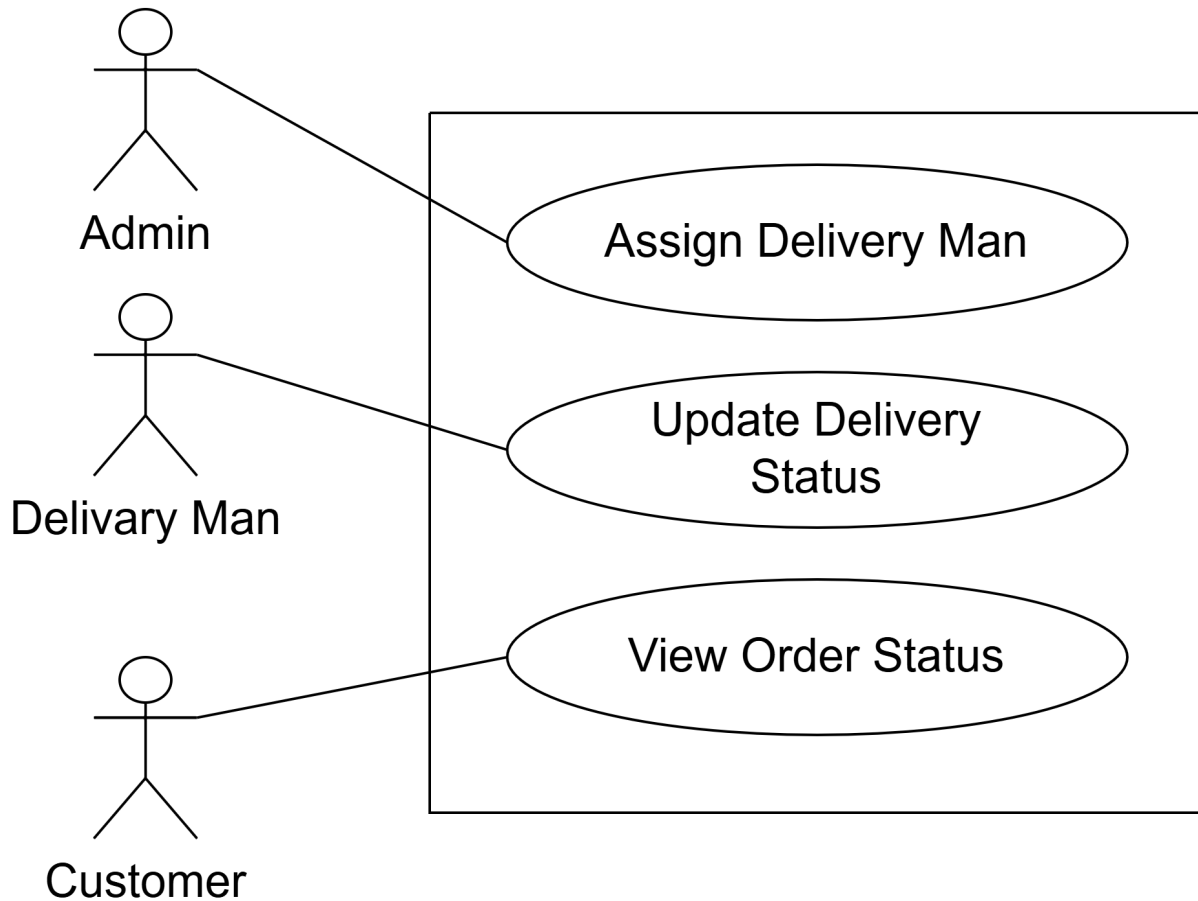 Admin
Assign Delivery Man
Update Delivery
Status
Delivary Man
View Order Status
Customer